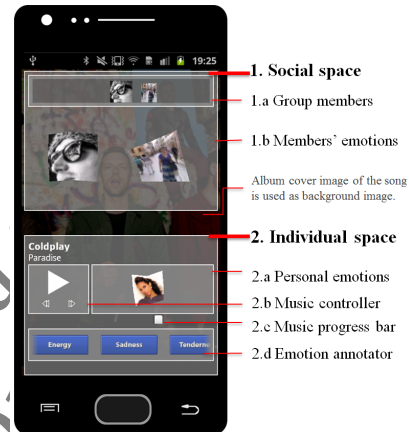 19:25
1. Social space
1.a Group members
1.b Members' emotions
Album cover image of the song
is used as background image.
Coldplay
Paradise
2. Individual space
2.a Personal emotions
2.b Music controller
2.c Music progress bar
2.d Emotion annotator
Energy Sadness Tendern